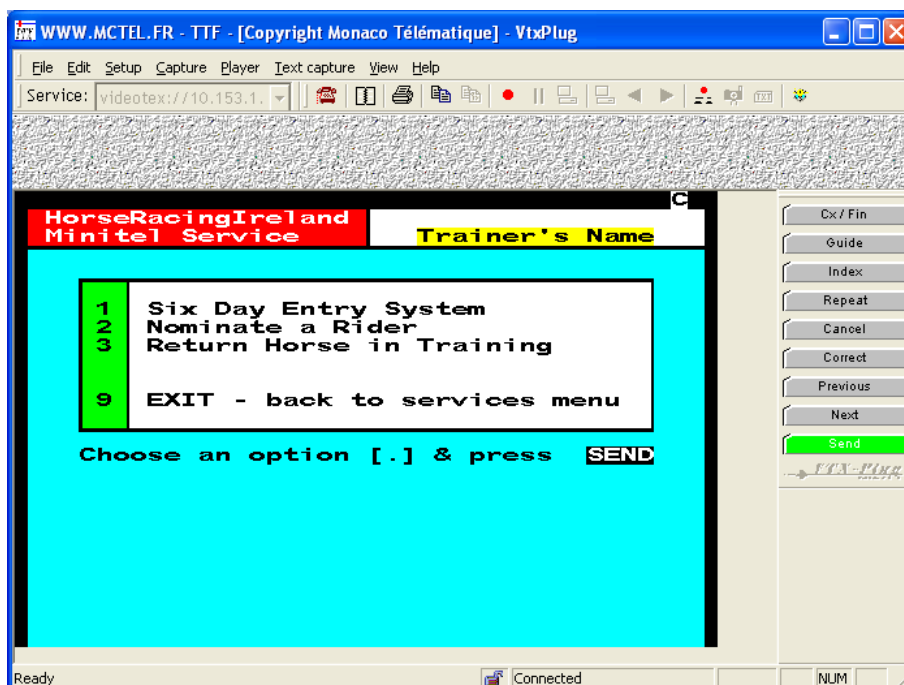 WWW.MCTEL.FR - TTF - [Copyright Monaco Télématique] - VtxPlug
File Edit Setup Capture Player Text capture View Help
Service: videotex://10.153.1.
TXT
C
HorseRacingIreland
Minitel Service
Trainer's Name
1 Six Day Entry System
2 Nominate a Rider
3 Return Horse in Training
9 EXIT - back to services menu
Choose an option [.] & press SEND
Cx / Fin
Guide
Index
Repeat
Cancel
Correct
Previous
Next
Send
VTX-Plug
Ready Connected NUM